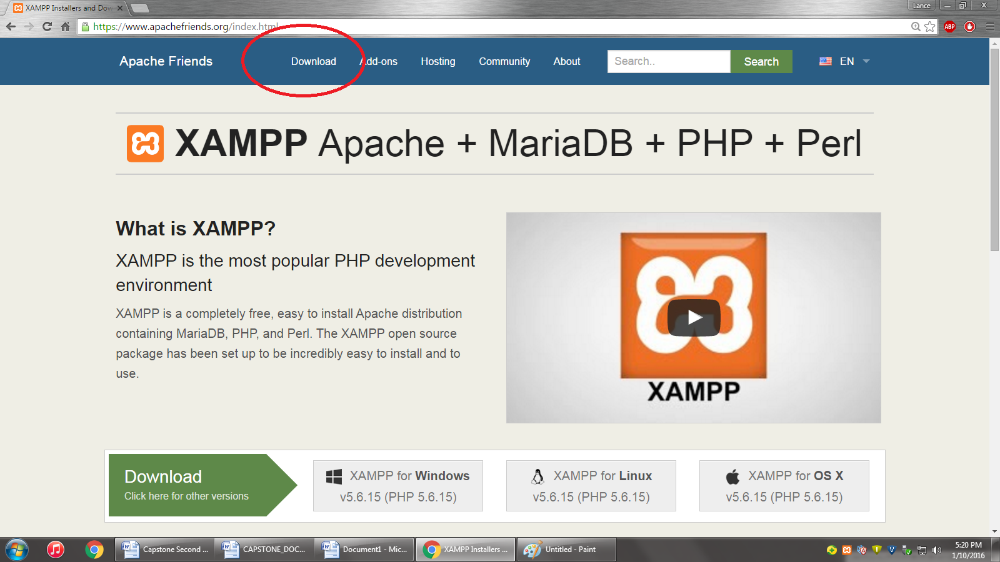 XAMPP Installers and Dow
Lance
https://www.apachefriends.org/index.html
ABP
Apache Friends
Download
Add-ons
Hosting
Community
About
Search..
Search
EN
XAMPP Apache + MariaDB + PHP + Perl
What is XAMPP?
XAMPP is the most popular PHP development
environment
XAMPP is a completely free, easy to install Apache distribution
containing MariaDB, PHP, and Perl. The XAMPP open source
package has been set up to be incredibly easy to install and to
use.
XAMPP
Download
Click here for other versions
XAMPP for Windows
v5.6.15 (PHP 5.6.15)
XAMPP for Linux
v5.6.15 (PHP 5.6.15)
XAMPP for OS X
v5.6.15 (PHP 5.6.15)
Capstone Second ...
CAPSTONE_DOC...
Document1 - Mic...
XAMPP Installers ...
Untitled - Paint
5:20 PM
1/10/2016